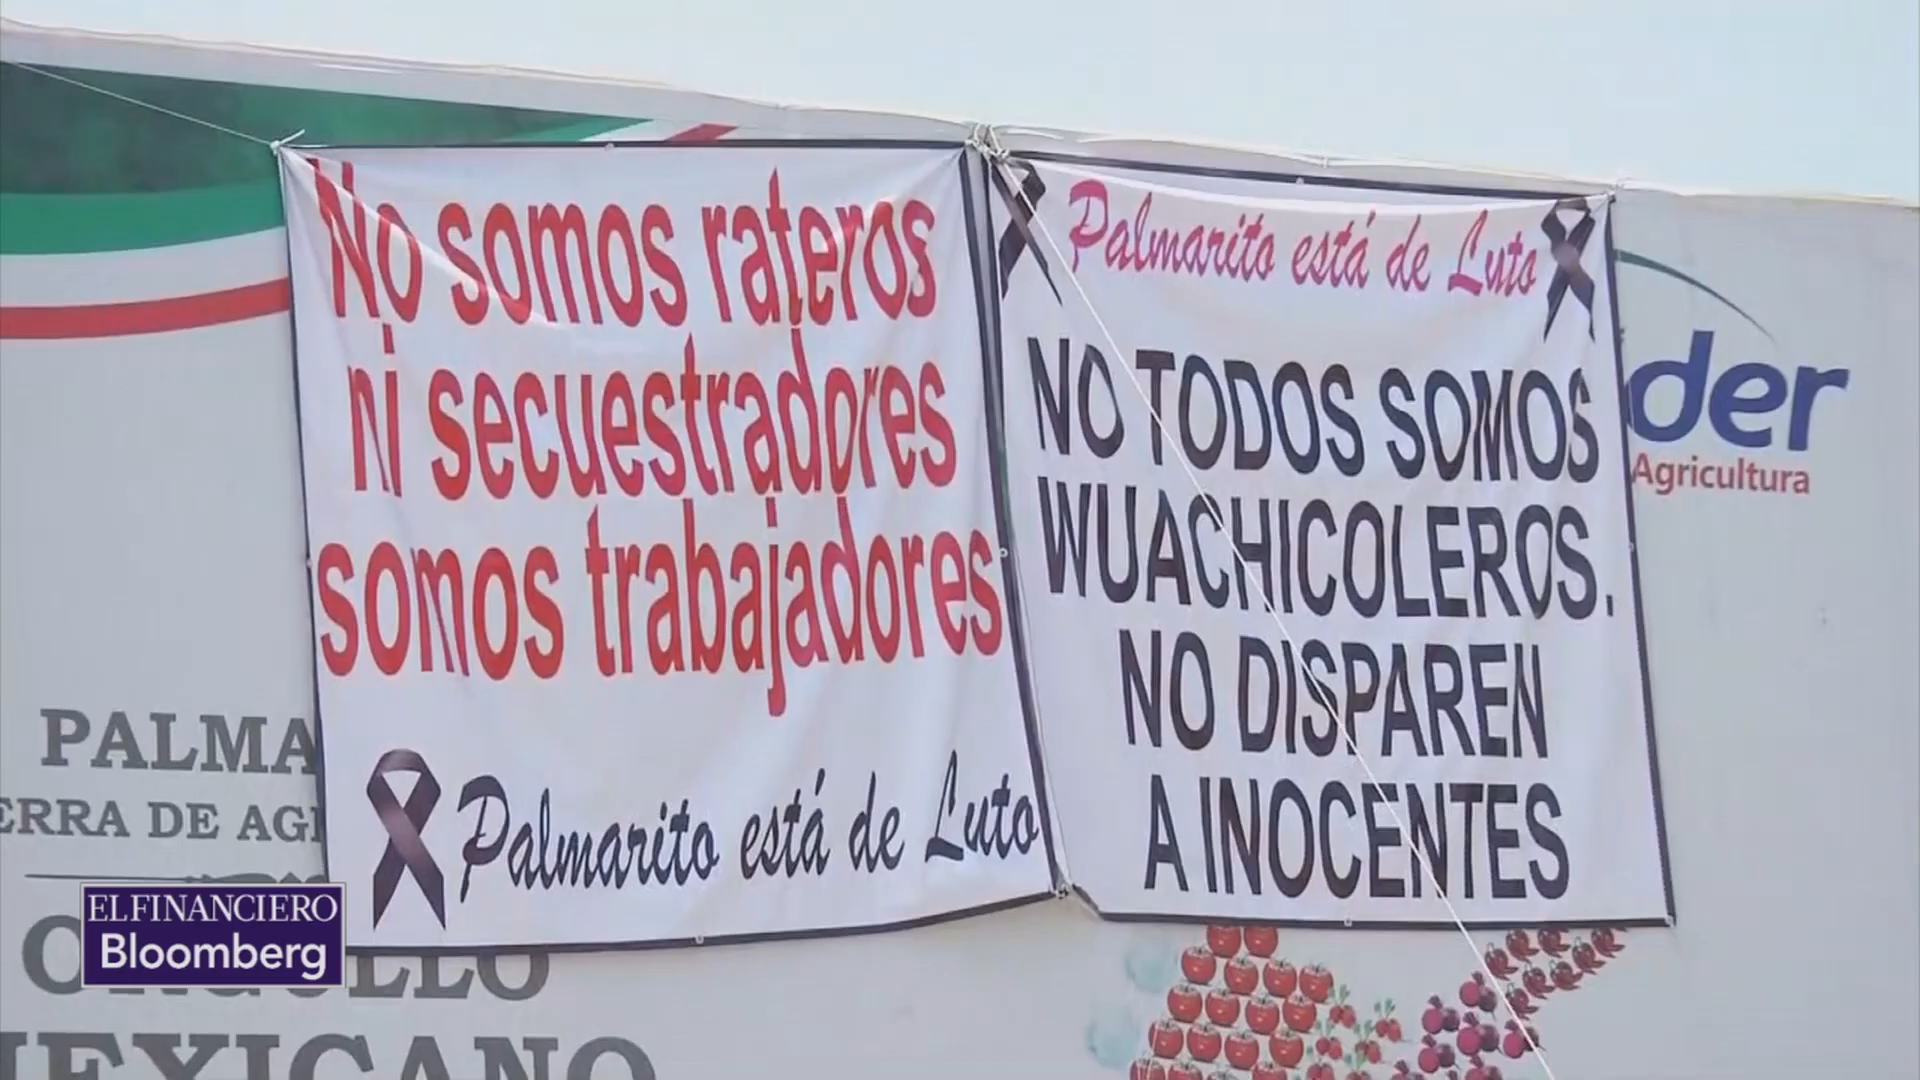 No somos rateros
ni secuestradores
somos trabajadores
Palmarito está de Luto
Palmarito está de Luto
NO TODOS SOMOS
WUACHICOLEROS.
NO DISPAREN
A INOCENTES
der
Agricultura
PALMA
ERRA DE AG
EL FINANCIERO
Bloomberg